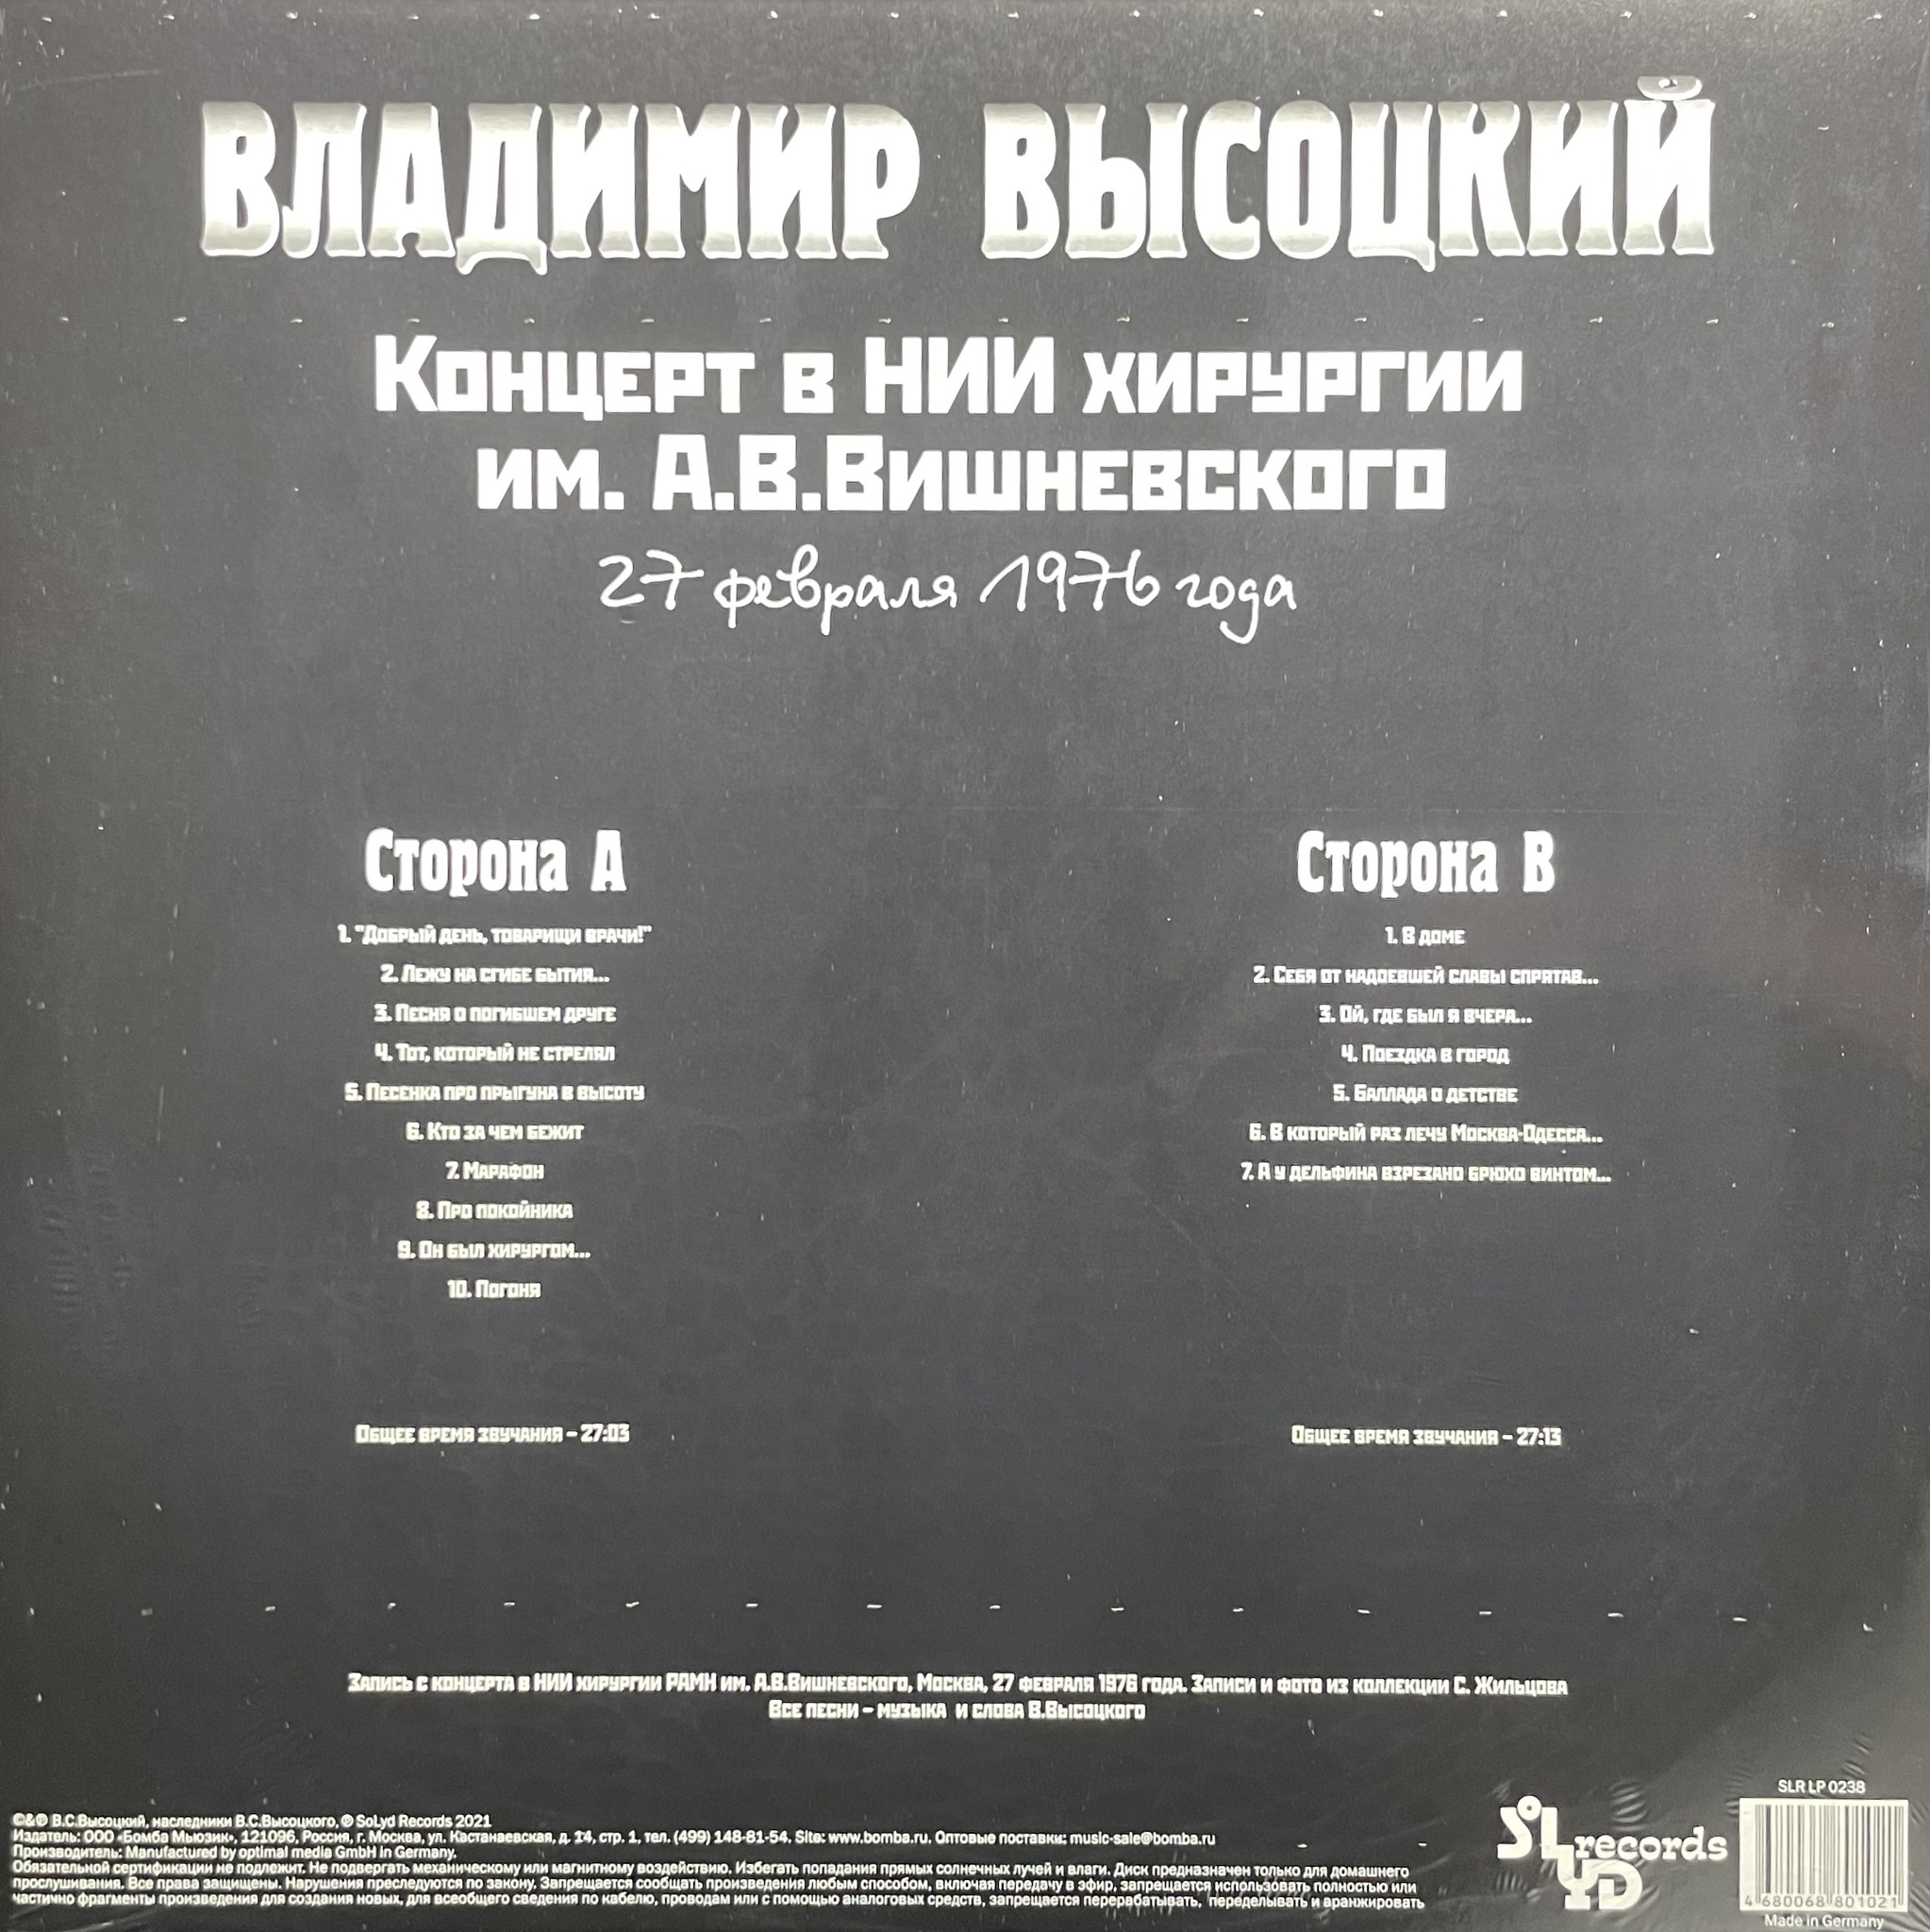 ВЛАДИМИР ВЫСОЦКИЙ
Концерт в НИИ хирургии
им. А.В.Вишневского
27 февраля 1976 года
Сторона А
1. "Добрый день, товарищи врачи!"
2. Лежу на сгибе бытия...
3. Песня о погибшем друге
4. Тот, который не стрелял
5. Песенка про прыгуна в высоту
6. Кто за чем бежит
7. Марафон
8. Про покойника
9. Он был хирургом...
10. Погоня
Общее время звучания – 27:03
Сторона В
1. В доме
2. Себя от надоевшей славы спрятав...
3. Ой, где был я вчера...
4. Поездка в город
5. Баллада о детстве
6. В который раз лечу Москва-Одесса...
7. А у дельфина взрезано брюхо винтом...
Общее время звучания – 27:13
Запись с концерта в НИИ хирургии РАМН им. А.В.Вишневского, Москва, 27 февраля 1976 года. Записи и фото из коллекции С. Жильцова
Все песни – музыка и слова В.Высоцкого
©&℗ В.С.Высоцкий, наследники В.С.Высоцкого, ℗ SoLyd Records 2021
Издатель: ООО «Бомба Мьюзик», 121096, Россия, г. Москва, ул. Кастанаевская, д. 14, стр. 1, тел. (499) 148-81-54. Site: www.bomba.ru. Оптовые поставки: music-sale@bomba.ru
Производитель: Manufactured by optimal media GmbH in Germany.
Обязательной сертификации не подлежит. Не подвергать механическому или магнитному воздействию. Избегать попадания прямых солнечных лучей и влаги. Диск предназначен только для домашнего
прослушивания. Все права защищены. Нарушения преследуются по закону. Запрещается сообщать произведения любым способом, включая передачу в эфир, запрещается использовать полностью или
частично фрагменты произведения для создания новых, для всеобщего сведения по кабелю, проводам или с помощью аналоговых средств, запрещается перерабатывать, переделывать и аранжировать
SOLYD records
SLR LP 0238
4 680068 801021
Made in Germany